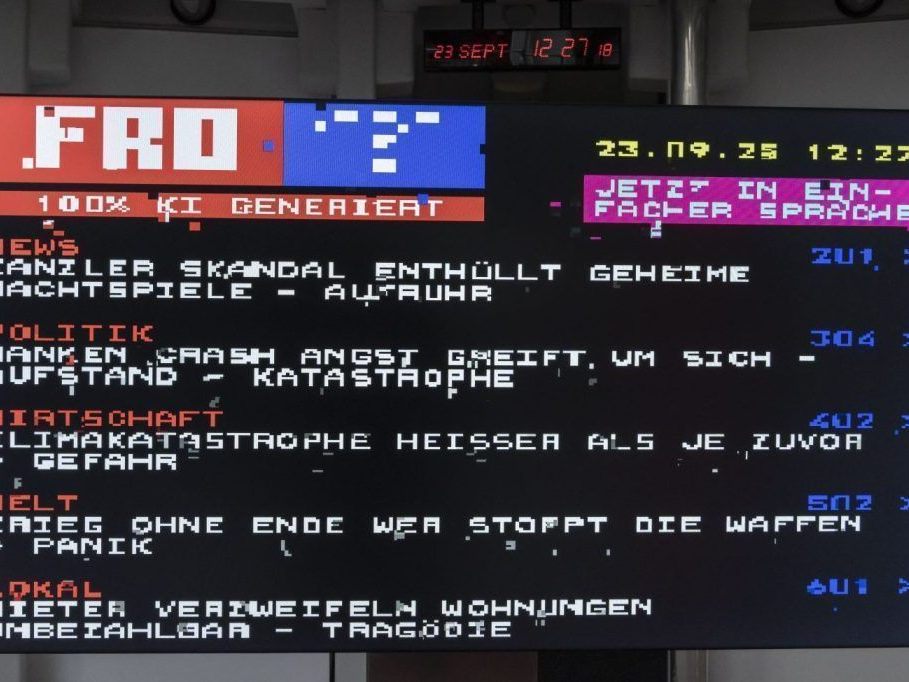 23 SEPT 12 27 18
FRO ?
23.09.25 12:27
100% KI GENERIERT
JETZT IN EIN-
FACHER SPRACHE
NEWS 201 >
KANZLER SKANDAL ENTHÜLLT GEHEIME
MACHTSPIELE - AUFRUHR
POLITIK 304 >
BANKEN CRASH ANGST GREIFT UM SICH -
AUFSTAND - KATASTROPHE
WIRTSCHAFT 402 >
KLIMAKATASTROPHE HEISSER ALS JE ZUVOR
- GEFAHR
WELT 502 >
KRIEG OHNE ENDE WER STOPPT DIE WAFFEN
- PANIK
LOKAL 601 >
MIETER VERZWEIFELN WOHNUNGEN
UNBEZAHLBAR - TRAGÖDIE